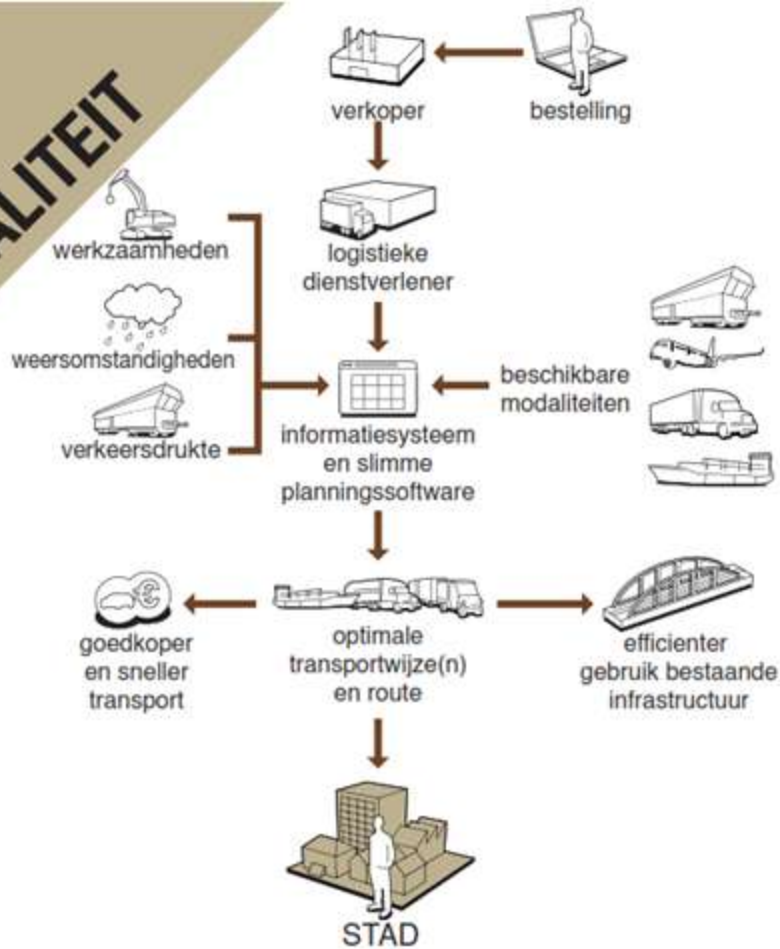 ALITEIT
verkoper
bestelling
werkzaamheden
logistieke
dienstverlener
weersomstandigheden
beschikbare
modaliteiten
verkeersdrukte
informatiesysteem
en slimme
planningssoftware
goedkoper
en sneller
transport
optimale
transportwijze(n)
en route
efficienter
gebruik bestaande
infrastructuur
STAD